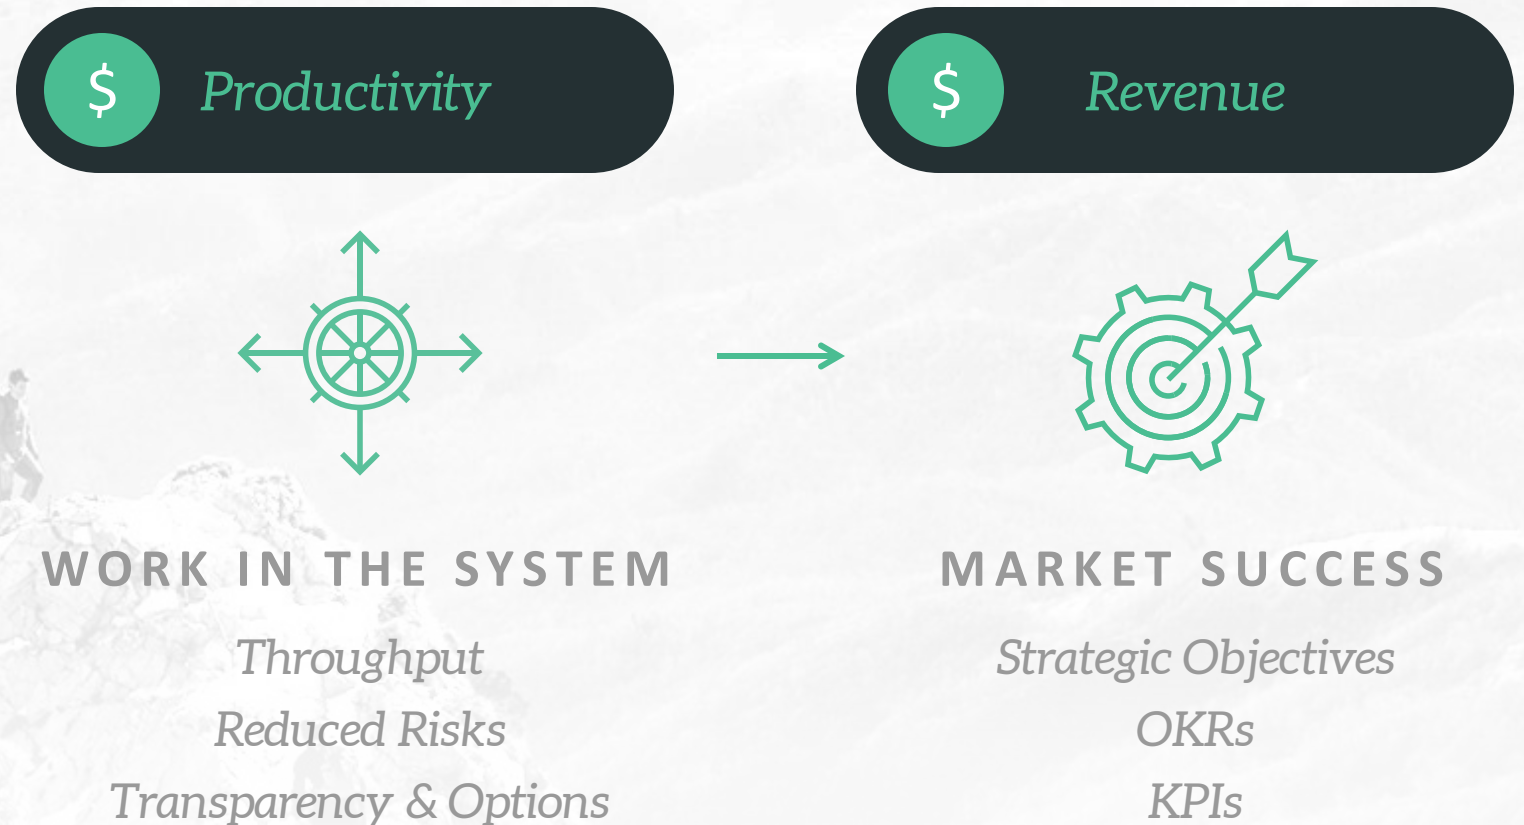 $ Productivity
WORK IN THE SYSTEM
Throughput
Reduced Risks
Transparency & Options
$ Revenue
MARKET SUCCESS
Strategic Objectives
OKRs
KPIs